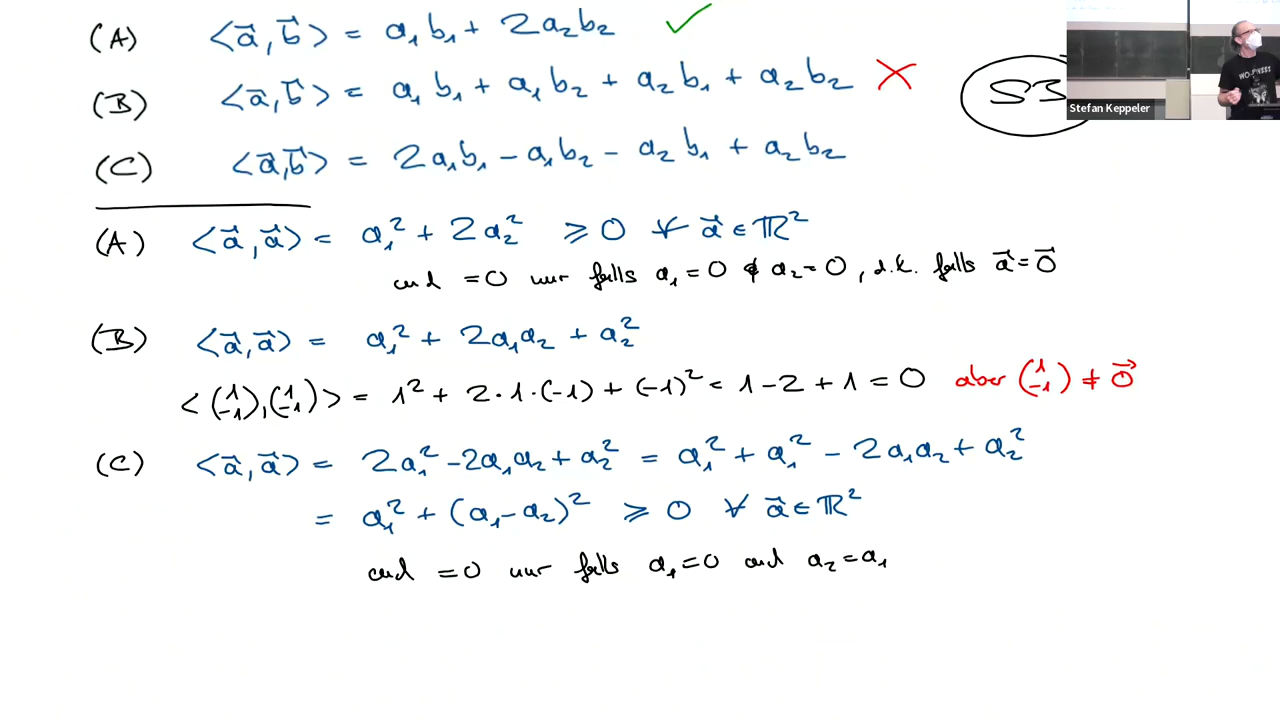 (A) <a⃗, b⃗> = a₁b₁ + 2a₂b₂ ✓
(B) <a⃗, b⃗> = a₁b₁ + a₁b₂ + a₂b₁ + a₂b₂ ✗
(C) <a⃗, b⃗> = 2a₁b₁ - a₁b₂ - a₂b₁ + a₂b₂
S3
Stefan Keppeler
(A) <a⃗, a⃗> = a₁² + 2a₂² ⩾ 0 ∀ a⃗ ∈ ℝ²
und = 0 nur falls a₁ = 0 & a₂ = 0, d.h. falls a⃗ = 0⃗
(B) <a⃗, a⃗> = a₁² + 2a₁a₂ + a₂²
<(1 -1), (1 -1)> = 1² + 2·1·(-1) + (-1)² = 1 - 2 + 1 = 0 aber (1 -1) ≠ 0⃗
(C) <a⃗, a⃗> = 2a₁² - 2a₁a₂ + a₂² = a₁² + a₁² - 2a₁a₂ + a₂²
= a₁² + (a₁ - a₂)² ⩾ 0 ∀ a⃗ ∈ ℝ²
und = 0 nur falls a₁ = 0 und a₂ = a₁